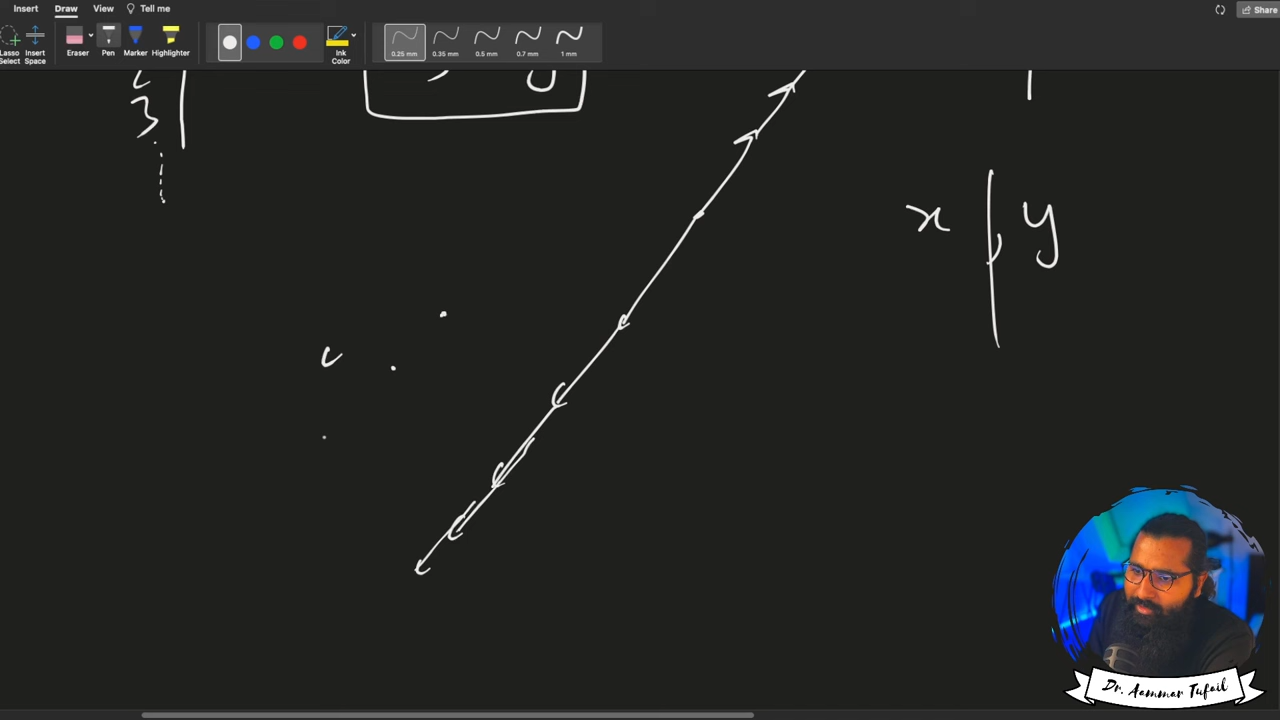 Insert Draw View Tell me Share
Lasso Select Insert Space Eraser Pen Marker Highlighter Ink Color 0.25 mm 0.35 mm 0.5 mm 0.7 mm 1 mm
3
x , y
Dr. Aammar Tufail